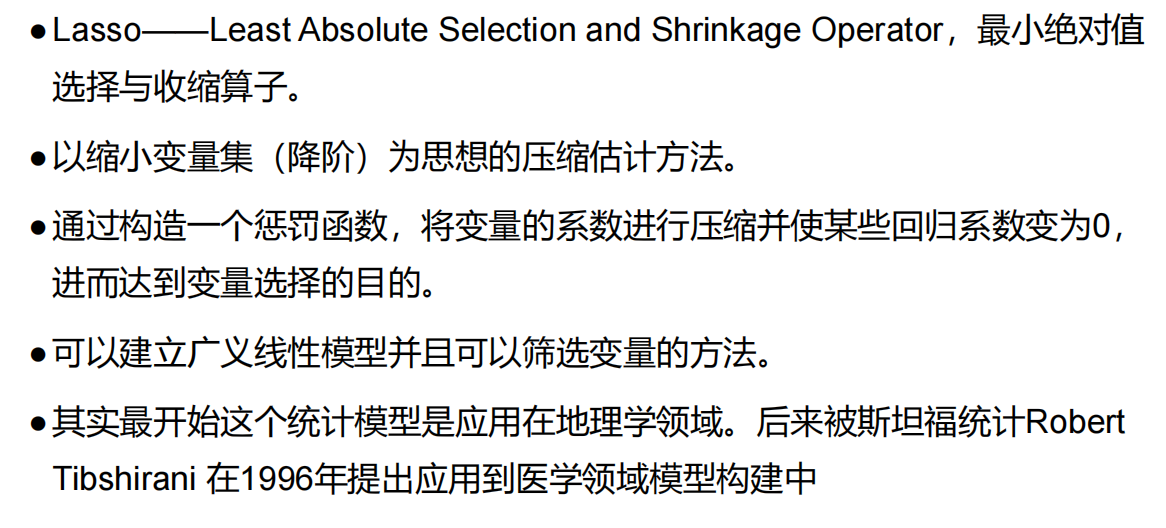 ●Lasso——Least Absolute Selection and Shrinkage Operator，最小绝对值
选择与收缩算子。
●以缩小变量集（降阶）为思想的压缩估计方法。
●通过构造一个惩罚函数，将变量的系数进行压缩并使某些回归系数变为0，
进而达到变量选择的目的。
●可以建立广义线性模型并且可以筛选变量的方法。
●其实最开始这个统计模型是应用在地理学领域。后来被斯坦福统计Robert
Tibshirani 在1996年提出应用到医学领域模型构建中